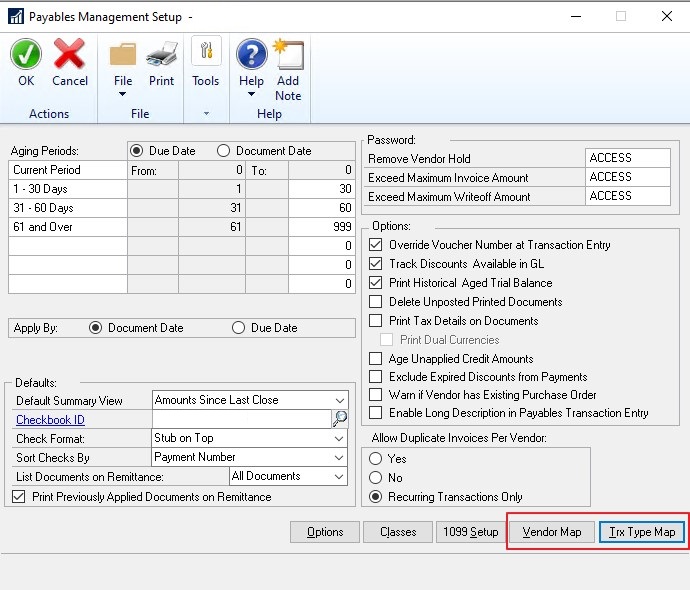 Payables Management Setup -
OK Cancel File Print Tools Help Add Note
Actions File Help
Aging Periods: Due Date Document Date
Current Period From: 0 To: 0
1 - 30 Days 1 30
31 - 60 Days 31 60
61 and Over 61 999
0
0
0
Apply By: Document Date Due Date
Defaults:
Default Summary View Amounts Since Last Close
Checkbook ID
Check Format: Stub on Top
Sort Checks By Payment Number
List Documents on Remittance: All Documents
Print Previously Applied Documents on Remittance
Password:
Remove Vendor Hold ACCESS
Exceed Maximum Invoice Amount ACCESS
Exceed Maximum Writeoff Amount ACCESS
Options:
Override Voucher Number at Transaction Entry
Track Discounts Available in GL
Print Historical Aged Trial Balance
Delete Unposted Printed Documents
Print Tax Details on Documents
Print Dual Currencies
Age Unapplied Credit Amounts
Exclude Expired Discounts from Payments
Warn if Vendor has Existing Purchase Order
Enable Long Description in Payables Transaction Entry
Allow Duplicate Invoices Per Vendor:
Yes
No
Recurring Transactions Only
Options Classes 1099 Setup Vendor Map Trx Type Map